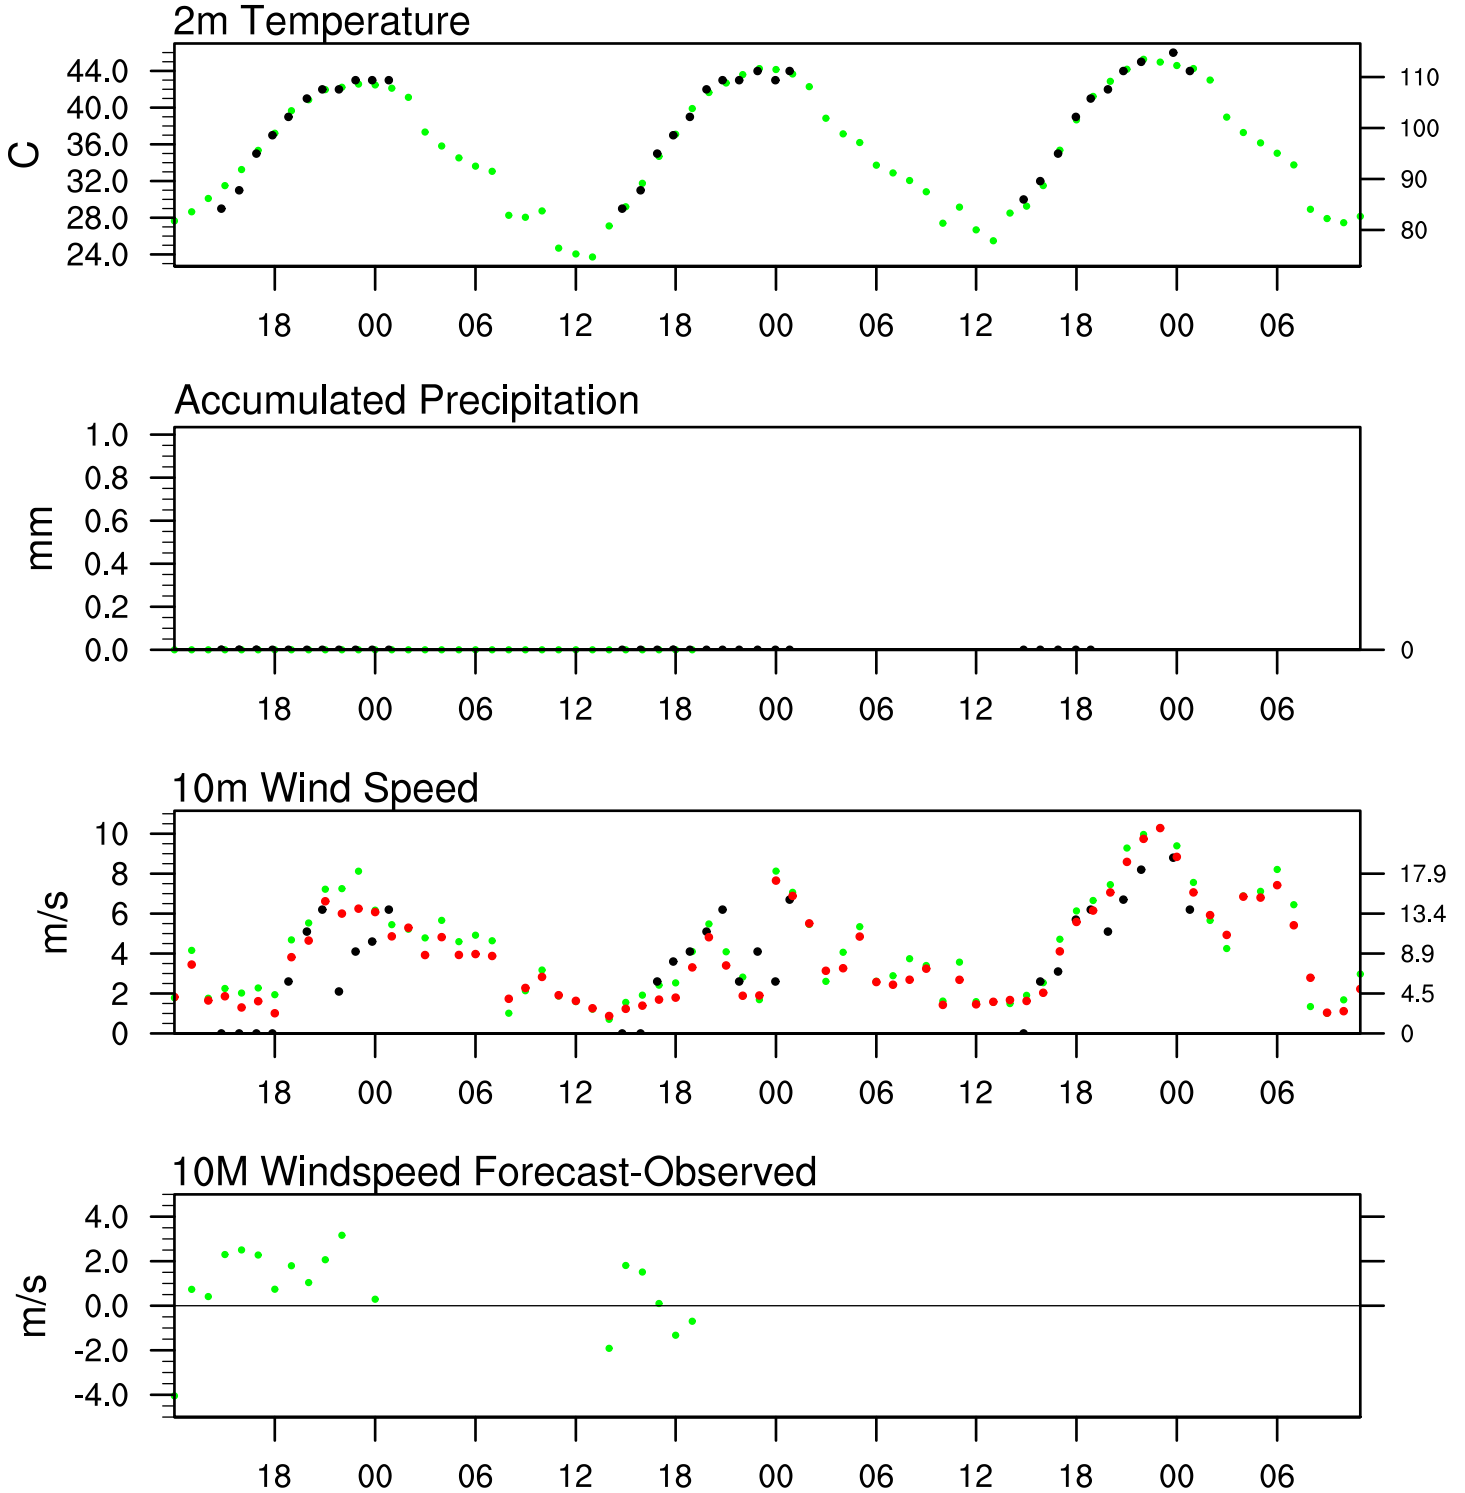 2m Temperature
44.0
40.0
36.0
32.0
28.0
24.0
C
110
100
90
80
18 00 06 12 18 00 06 12 18 00 06
Accumulated Precipitation
1.0
0.8
0.6
0.4
0.2
0.0
mm
0
18 00 06 12 18 00 06 12 18 00 06
10m Wind Speed
10
8
6
4
2
0
m/s
17.9
13.4
8.9
4.5
0
18 00 06 12 18 00 06 12 18 00 06
10M Windspeed Forecast-Observed
4.0
2.0
0.0
-2.0
-4.0
m/s
18 00 06 12 18 00 06 12 18 00 06